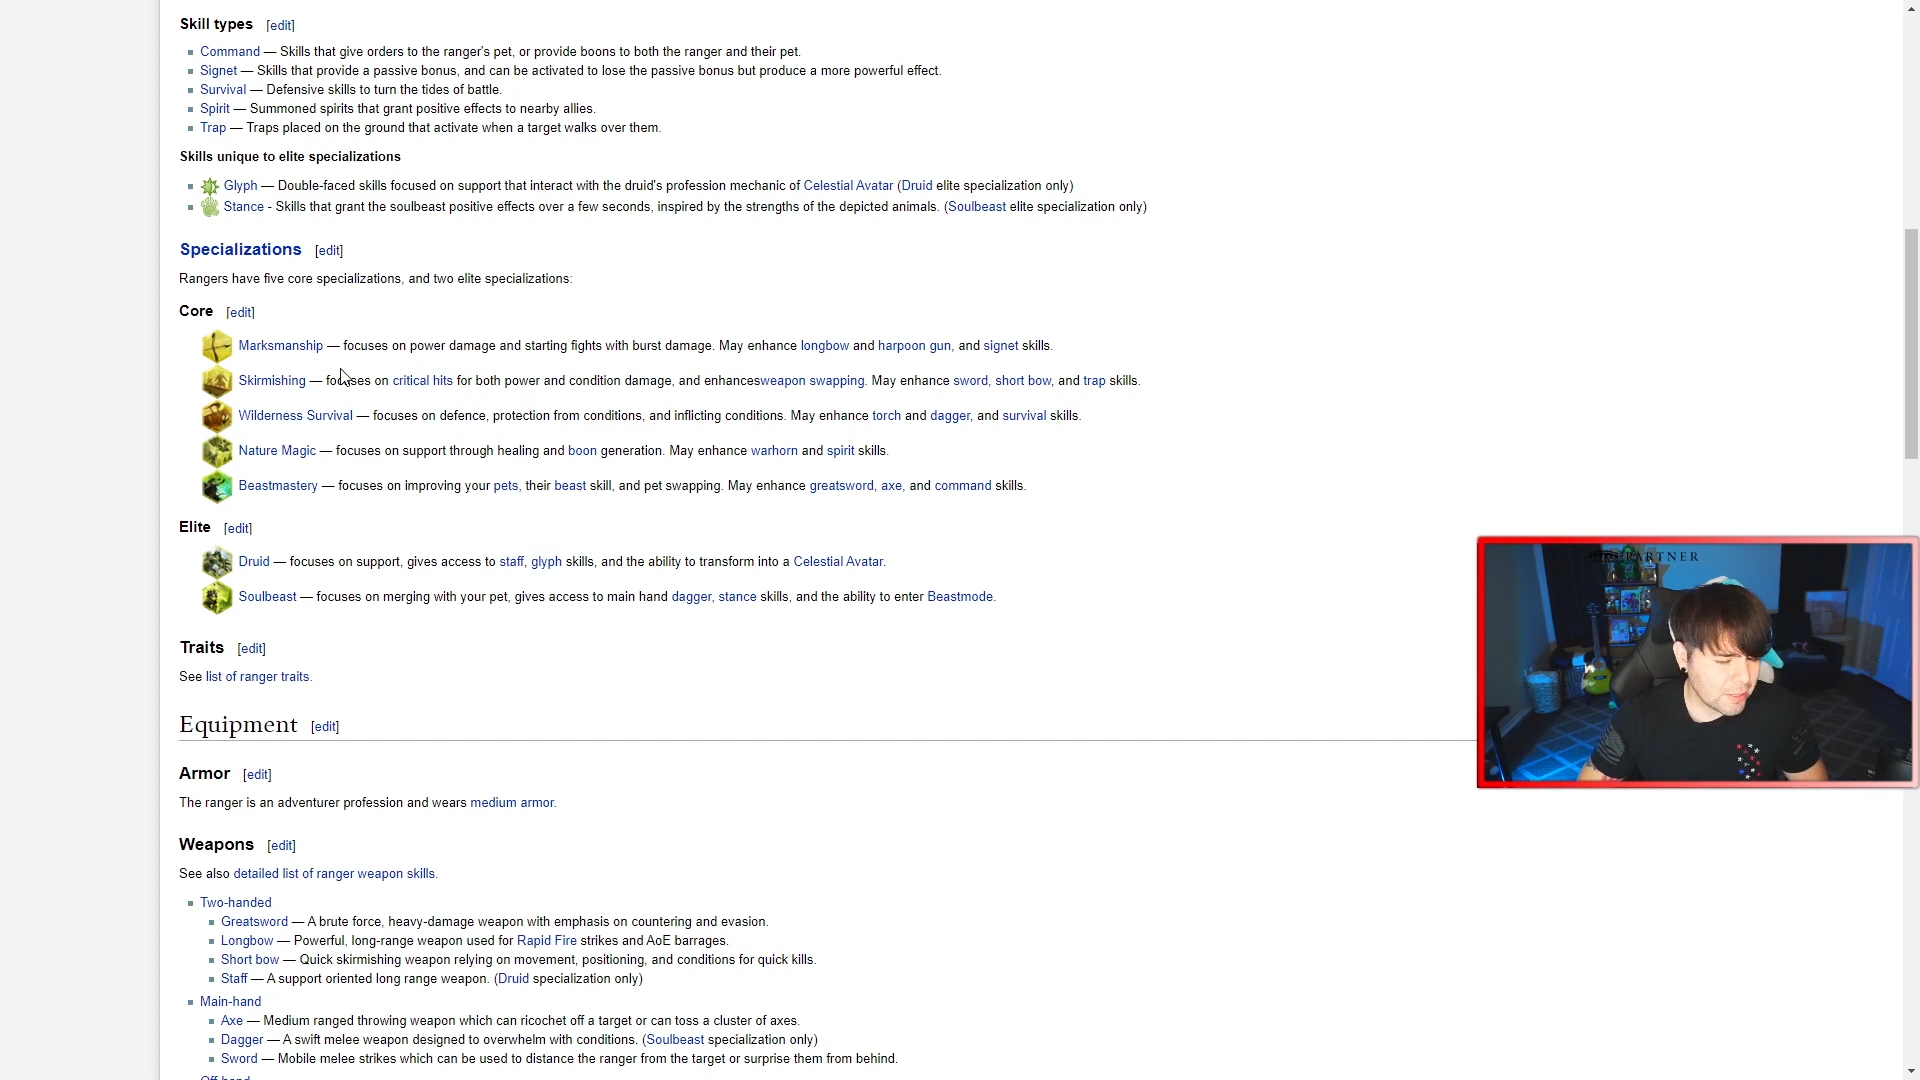 Skill types [edit]
Command — Skills that give orders to the ranger's pet, or provide boons to both the ranger and their pet.
Signet — Skills that provide a passive bonus, and can be activated to lose the passive bonus but produce a more powerful effect.
Survival — Defensive skills to turn the tides of battle.
Spirit — Summoned spirits that grant positive effects to nearby allies.
Trap — Traps placed on the ground that activate when a target walks over them.
Skills unique to elite specializations
Glyph — Double-faced skills focused on support that interact with the druid's profession mechanic of Celestial Avatar (Druid elite specialization only)
Stance - Skills that grant the soulbeast positive effects over a few seconds, inspired by the strengths of the depicted animals. (Soulbeast elite specialization only)
Specializations [edit]
Rangers have five core specializations, and two elite specializations:
Core [edit]
Marksmanship — focuses on power damage and starting fights with burst damage. May enhance longbow and harpoon gun, and signet skills.
Skirmishing — focuses on critical hits for both power and condition damage, and enhancesweapon swapping. May enhance sword, short bow, and trap skills.
Wilderness Survival — focuses on defence, protection from conditions, and inflicting conditions. May enhance torch and dagger, and survival skills.
Nature Magic — focuses on support through healing and boon generation. May enhance warhorn and spirit skills.
Beastmastery — focuses on improving your pets, their beast skill, and pet swapping. May enhance greatsword, axe, and command skills.
Elite [edit]
Druid — focuses on support, gives access to staff, glyph skills, and the ability to transform into a Celestial Avatar.
Soulbeast — focuses on merging with your pet, gives access to main hand dagger, stance skills, and the ability to enter Beastmode.
PARTNER
Traits [edit]
See list of ranger traits.
Equipment [edit]
Armor [edit]
The ranger is an adventurer profession and wears medium armor.
Weapons [edit]
See also detailed list of ranger weapon skills.
Two-handed
Greatsword — A brute force, heavy-damage weapon with emphasis on countering and evasion.
Longbow — Powerful, long-range weapon used for Rapid Fire strikes and AoE barrages.
Short bow — Quick skirmishing weapon relying on movement, positioning, and conditions for quick kills.
Staff — A support oriented long range weapon. (Druid specialization only)
Main-hand
Axe — Medium ranged throwing weapon which can ricochet off a target or can toss a cluster of axes.
Dagger — A swift melee weapon designed to overwhelm with conditions. (Soulbeast specialization only)
Sword — Mobile melee strikes which can be used to distance the ranger from the target or surprise them from behind.